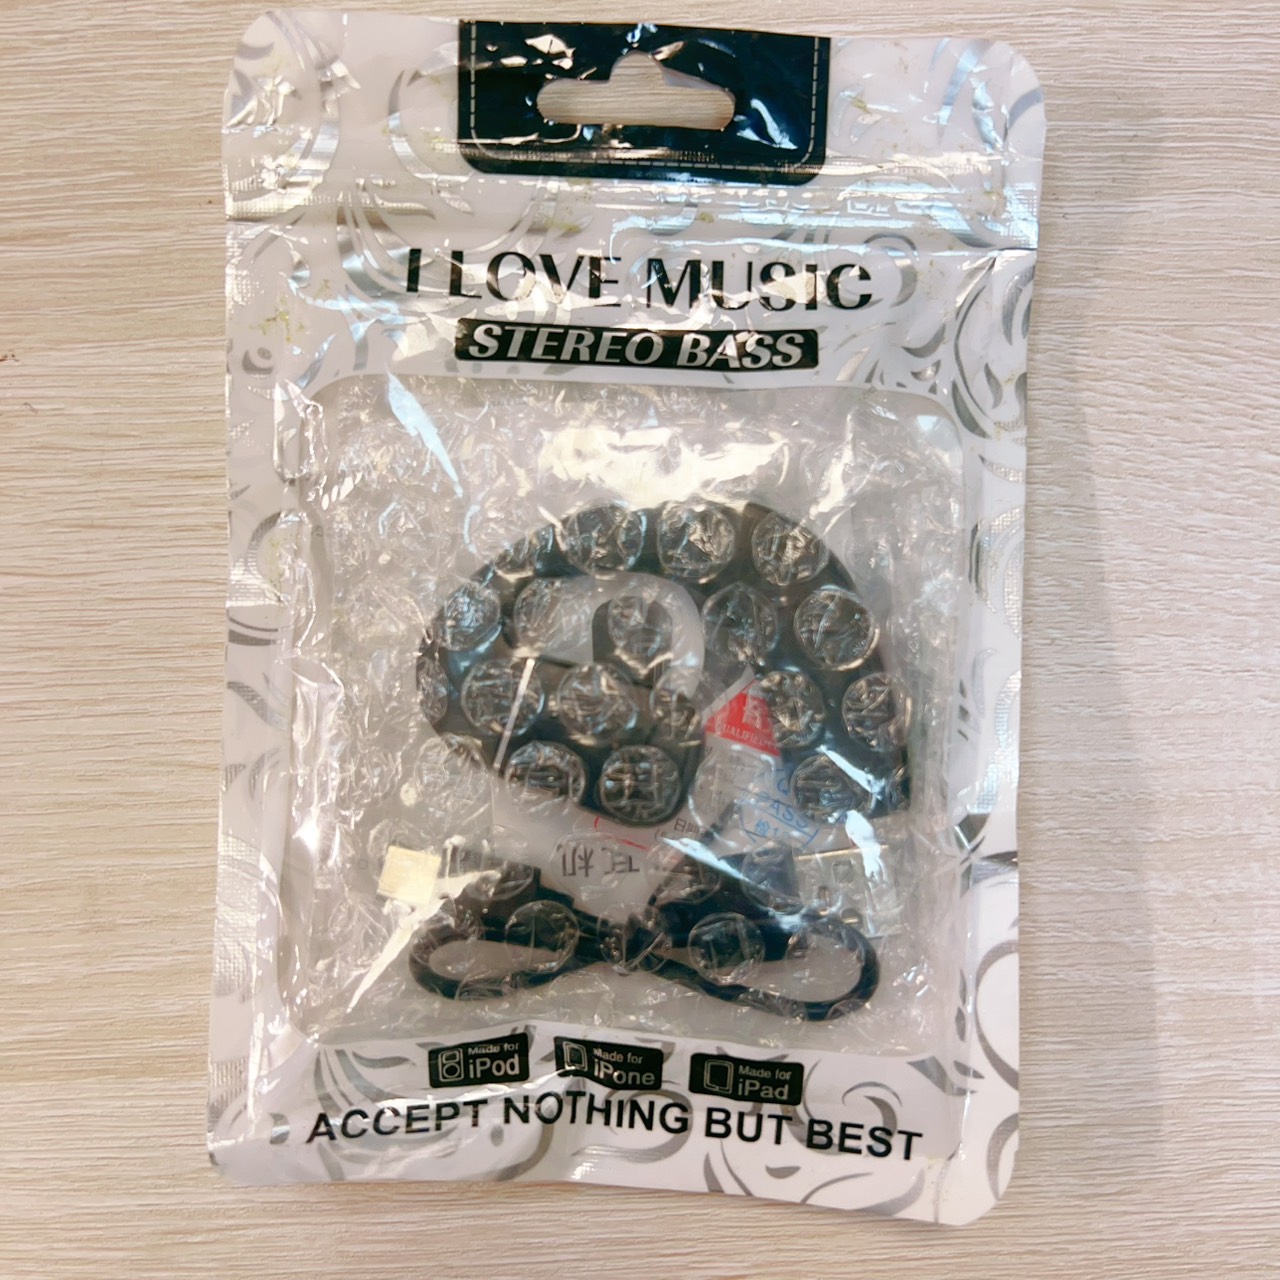 I LOVE MUSIC
STEREO BASS
Made for
iPod
Made for
iPone
Made for
iPad
ACCEPT NOTHING BUT BEST